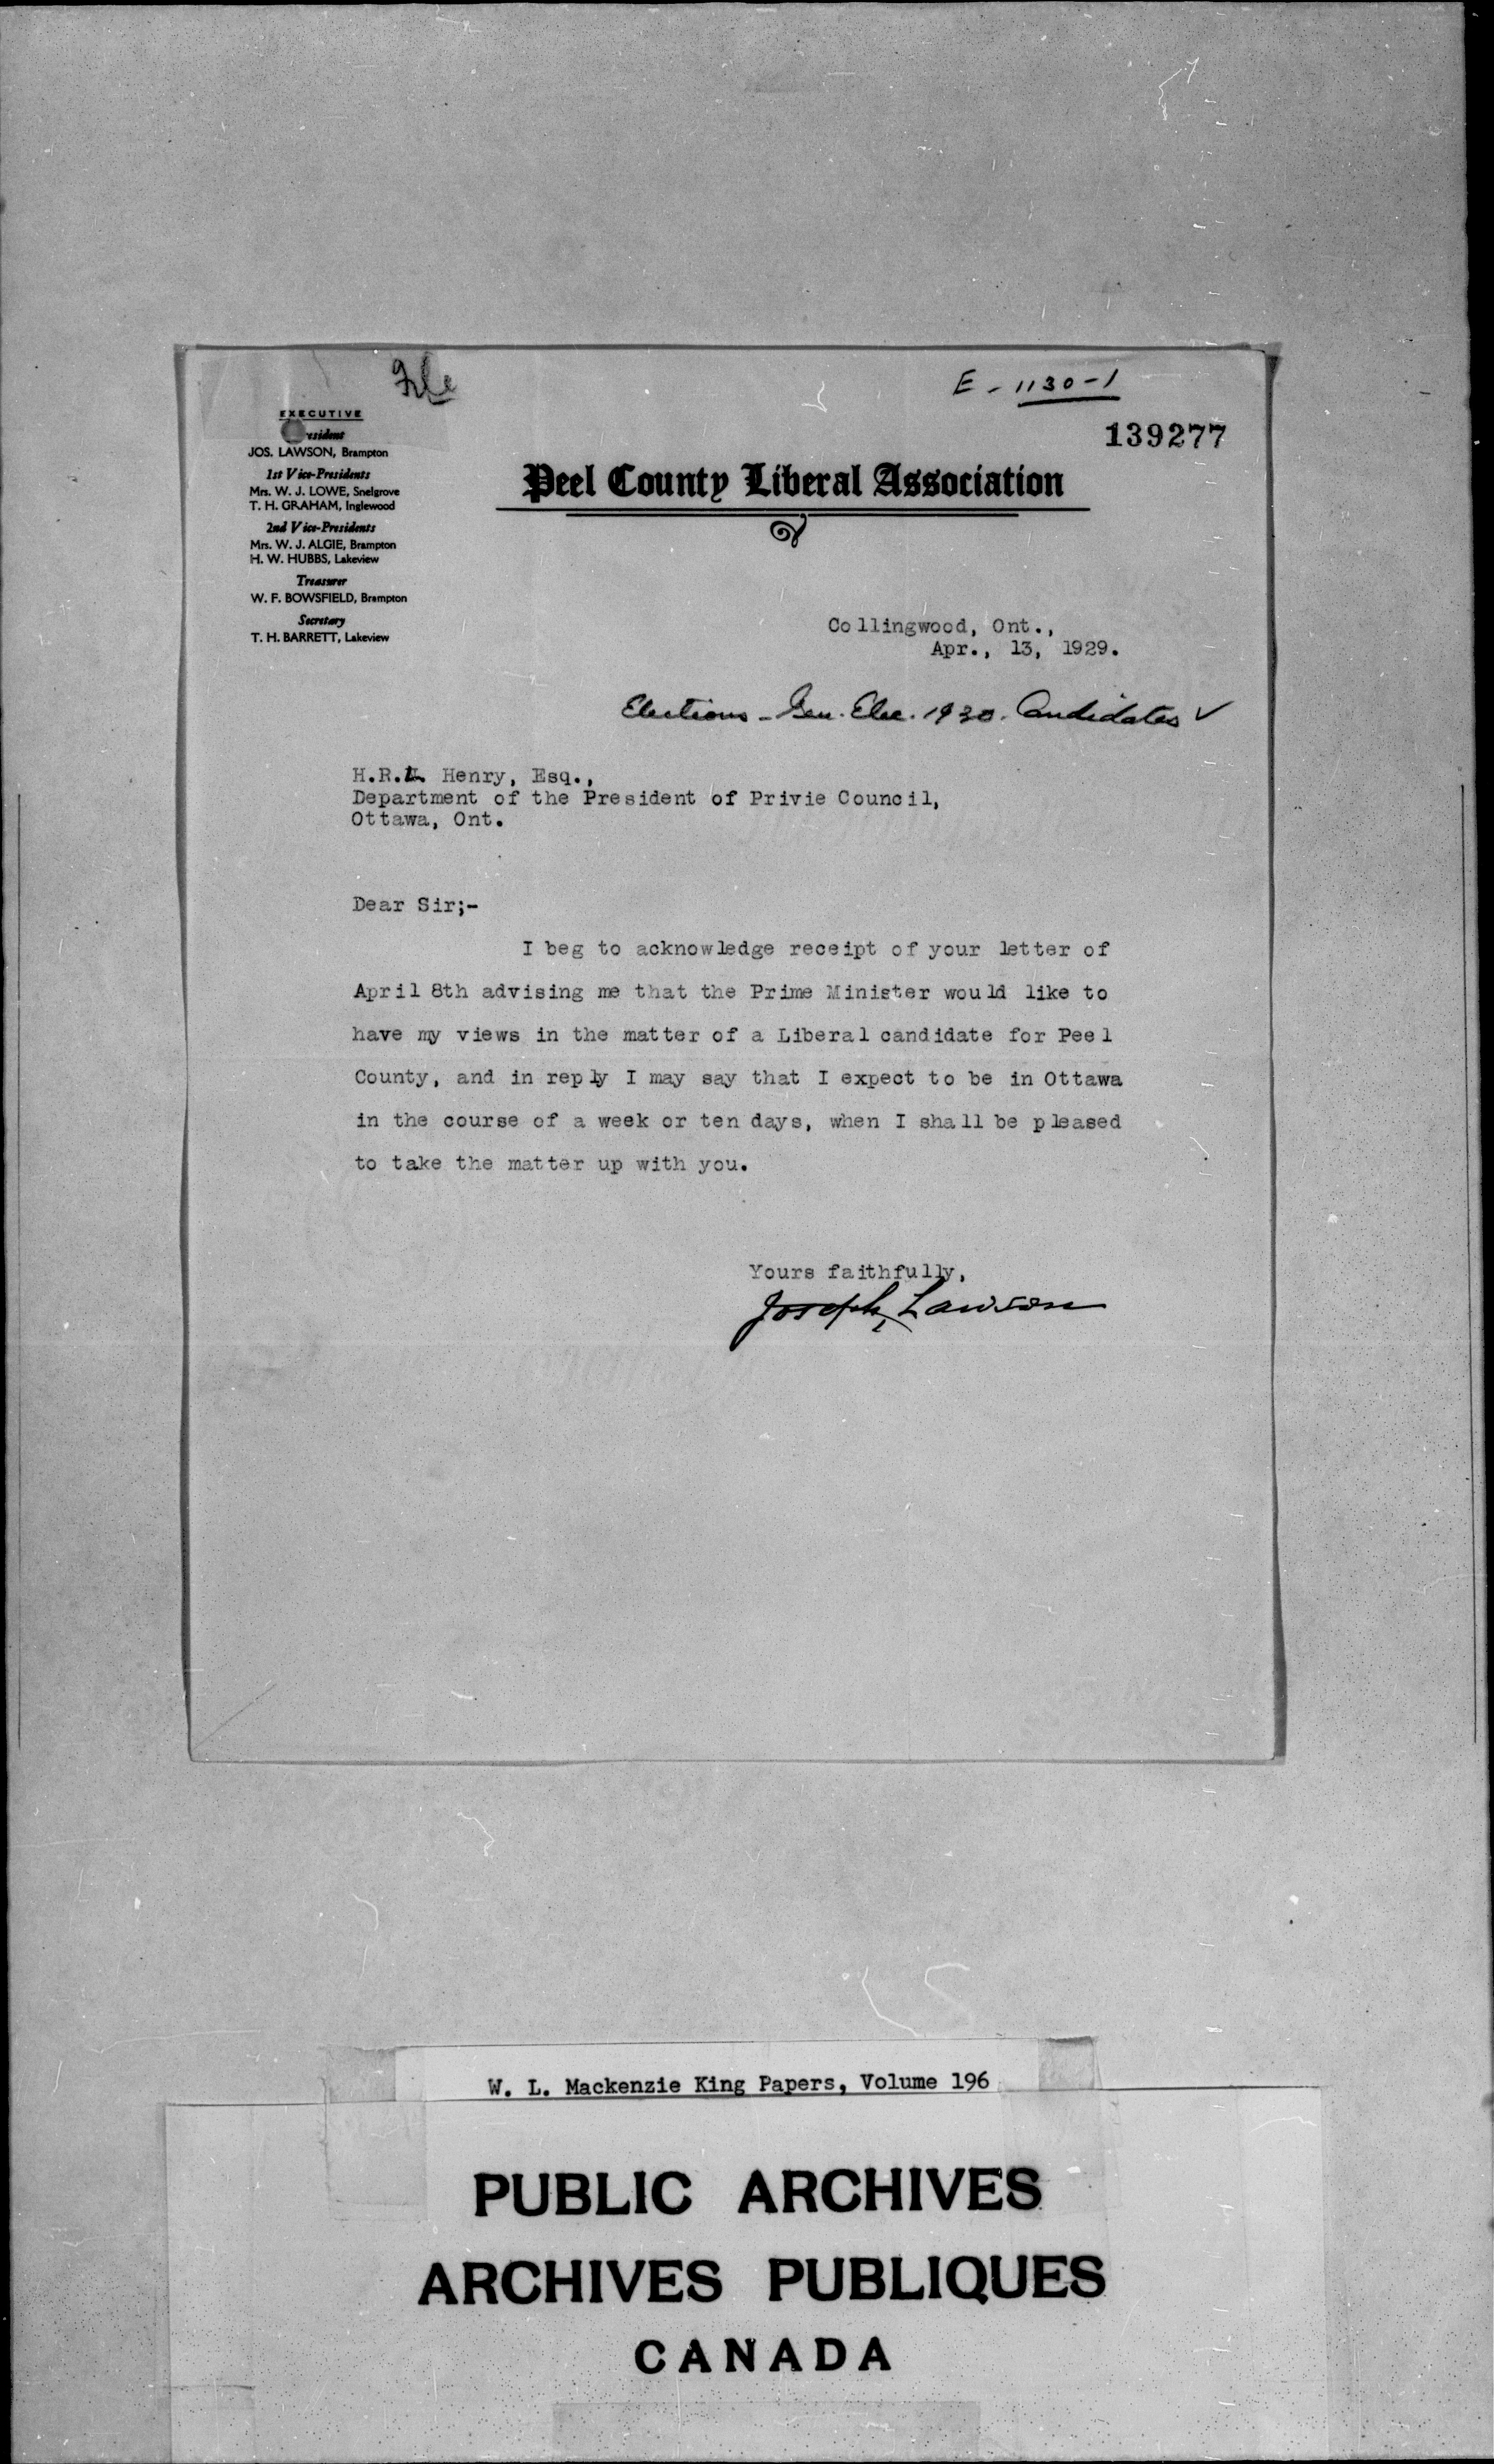 File
E-1130-1
139277
EXECUTIVE
JOS. LAWSON, Brampton
1st Vice-Presidents
Mrs. W. J. LOWE, Snelgrove
T. H. GRAHAM, Inglewood
2nd Vice-Presidents
Mrs. W. J. ALGIE, Brampton
H. W. HUBBS, Lakeview
Treasurer
W. F. BOWSFIELD, Brampton
Secretary
T. H. BARRETT, Lakeview
Peel County Liberal Association
Collingwood, Ont.,
Apr., 13, 1929.
Elections - Gen. Elec. 1930. Candidates ✓
H.R.L. Henry, Esq.,
Department of the President of Privie Council,
Ottawa, Ont.
Dear Sir;-
I beg to acknowledge receipt of your letter of
April 8th advising me that the Prime Minister would like to
have my views in the matter of a Liberal candidate for Peel
County, and in reply I may say that I expect to be in Ottawa
in the course of a week or ten days, when I shall be pleased
to take the matter up with you.
Yours faithfully,
Joseph Lawson
W. L. Mackenzie King Papers, Volume 196
PUBLIC ARCHIVES
ARCHIVES PUBLIQUES
CANADA